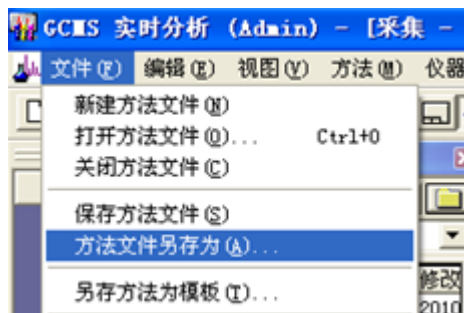 GCMS 实时分析 (Admin) - [采集 -
文件(F) 编辑(E) 视图(V) 方法(M) 仪器
新建方法文件(N)
打开方法文件(O)... Ctrl+O
关闭方法文件(C)
保存方法文件(S)
方法文件另存为(A)...
另存方法为模板(T)...
修改
2010